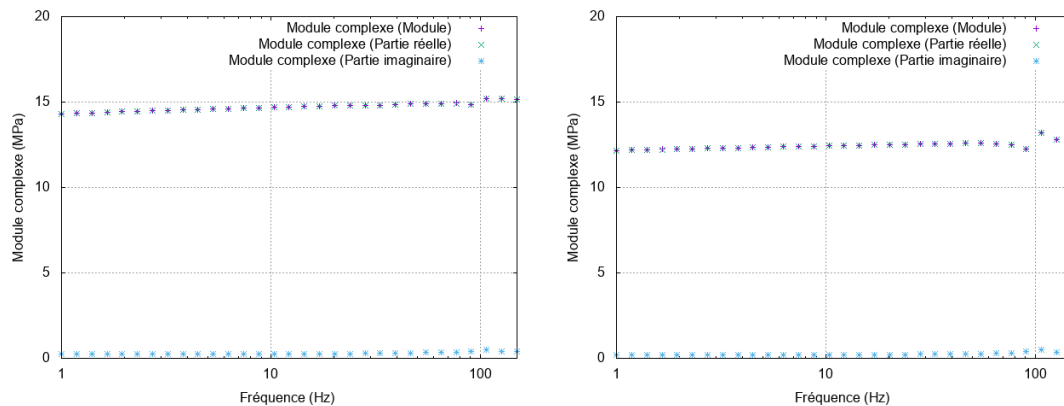 20
Module complexe (Module)
Module complexe (Partie réelle)
Module complexe (Partie imaginaire)
15
10
5
0
Module complexe (MPa)
1
10
100
Fréquence (Hz)
20
Module complexe (Module)
Module complexe (Partie réelle)
Module complexe (Partie imaginaire)
15
10
5
0
Module complexe (MPa)
1
10
100
Fréquence (Hz)